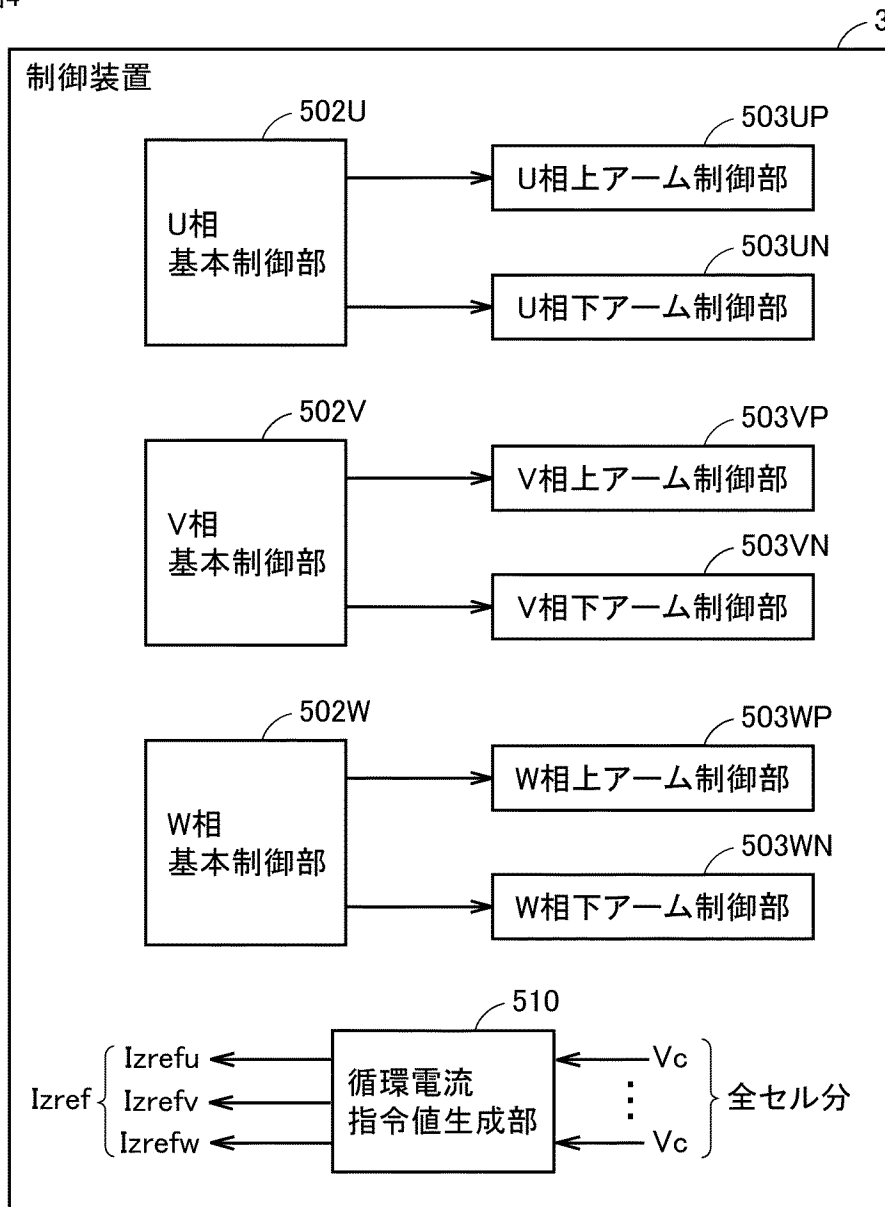 3
制御装置
502U
U相
基本制御部
503UP
U相上アーム制御部
503UN
U相下アーム制御部
502V
V相
基本制御部
503VP
V相上アーム制御部
503VN
V相下アーム制御部
502W
W相
基本制御部
503WP
W相上アーム制御部
503WN
W相下アーム制御部
510
循環電流
指令値生成部
Izref
Izrefu
Izrefv
Izrefw
Vc
Vc
全セル分